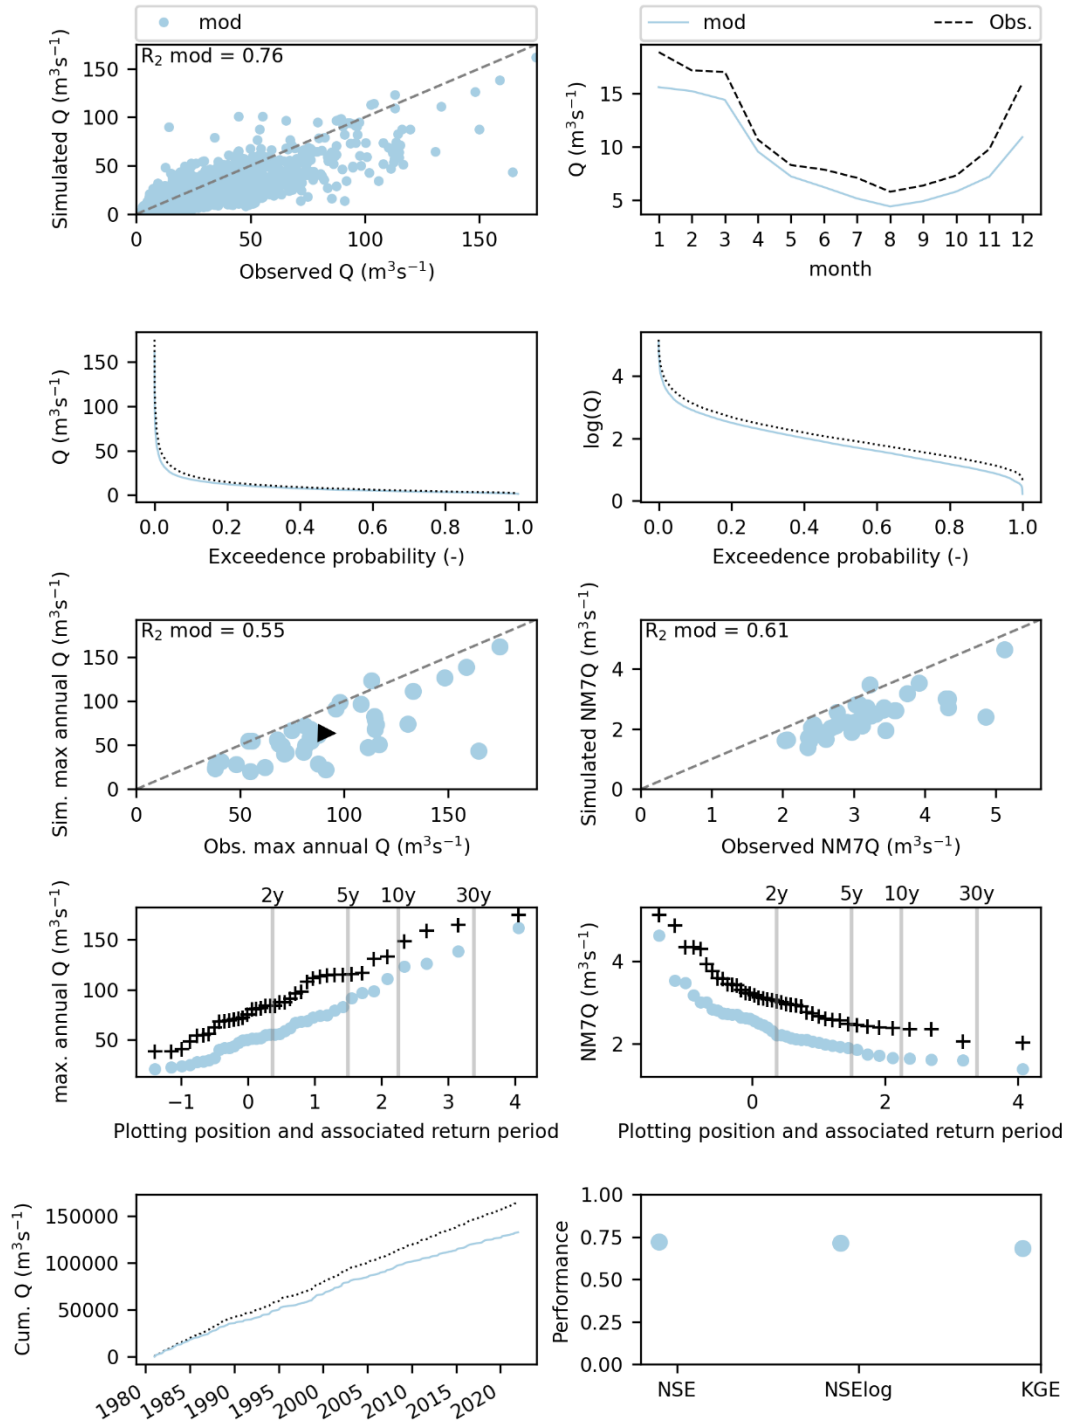 mod
R₂ mod = 0.76
Simulated Q (m³s⁻¹)
150
100
50
0
0 50 100 150
Observed Q (m³s⁻¹)
mod Obs.
Q (m³s⁻¹)
15
10
5
1 2 3 4 5 6 7 8 9 10 11 12
month
Q (m³s⁻¹)
150
100
50
0
0.0 0.2 0.4 0.6 0.8 1.0
Exceedence probability (-)
log(Q)
4
2
0
0.0 0.2 0.4 0.6 0.8 1.0
Exceedence probability (-)
R₂ mod = 0.55
Sim. max annual Q (m³s⁻¹)
150
100
50
0
0 50 100 150
Obs. max annual Q (m³s⁻¹)
R₂ mod = 0.61
Simulated NM7Q (m³s⁻¹)
4
2
0
0 1 2 3 4 5
Observed NM7Q (m³s⁻¹)
2y 5y 10y 30y
max. annual Q (m³s⁻¹)
150
100
50
−1 0 1 2 3 4
Plotting position and associated return period
2y 5y 10y 30y
NM7Q (m³s⁻¹)
4
2
0 2 4
Plotting position and associated return period
Cum. Q (m³s⁻¹)
150000
100000
50000
0
1980 1985 1990 1995 2000 2005 2010 2015 2020
Performance
1.00
0.75
0.50
0.25
0.00
NSE NSElog KGE